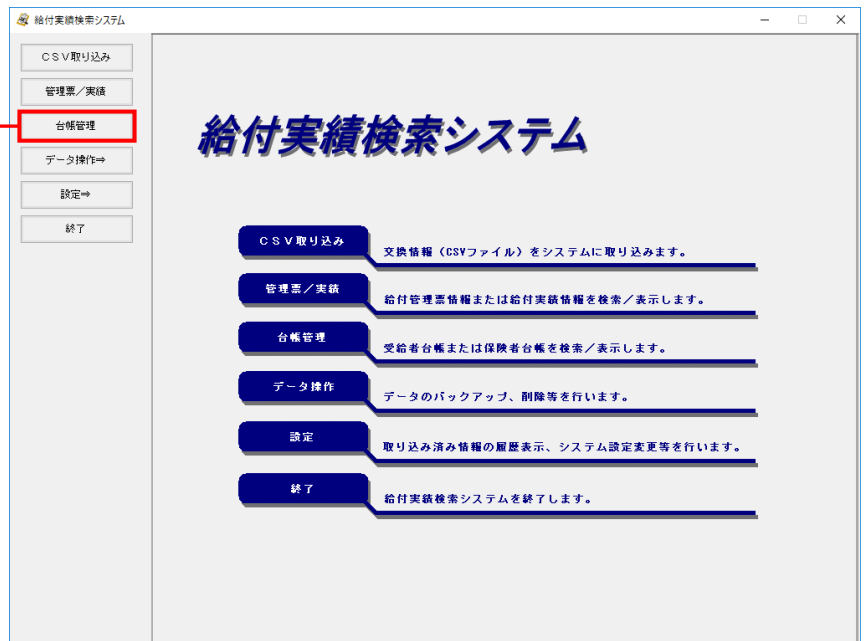 給付実績検索システム
CSV取り込み
管理票／実績
台帳管理
データ操作⇒
設定⇒
終了
給付実績検索システム
CSV取り込み
交換情報（CSVファイル）をシステムに取り込みます。
管理票／実績
給付管理票情報または給付実績情報を検索／表示します。
台帳管理
受給者台帳または保険者台帳を検索／表示します。
データ操作
データのバックアップ、削除等を行います。
設定
取り込み済み情報の履歴表示、システム設定変更等を行います。
終了
給付実績検索システムを終了します。